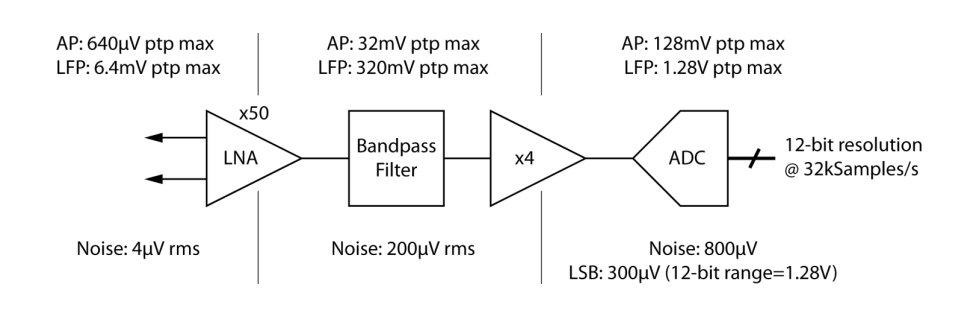 AP: 640µV ptp max
LFP: 6.4mV ptp max
AP: 32mV ptp max
LFP: 320mV ptp max
AP: 128mV ptp max
LFP: 1.28V ptp max
x50
LNA
Bandpass
Filter
x4
ADC
12-bit resolution
@ 32kSamples/s
Noise: 4µV rms
Noise: 200µV rms
Noise: 800µV
LSB: 300µV (12-bit range=1.28V)